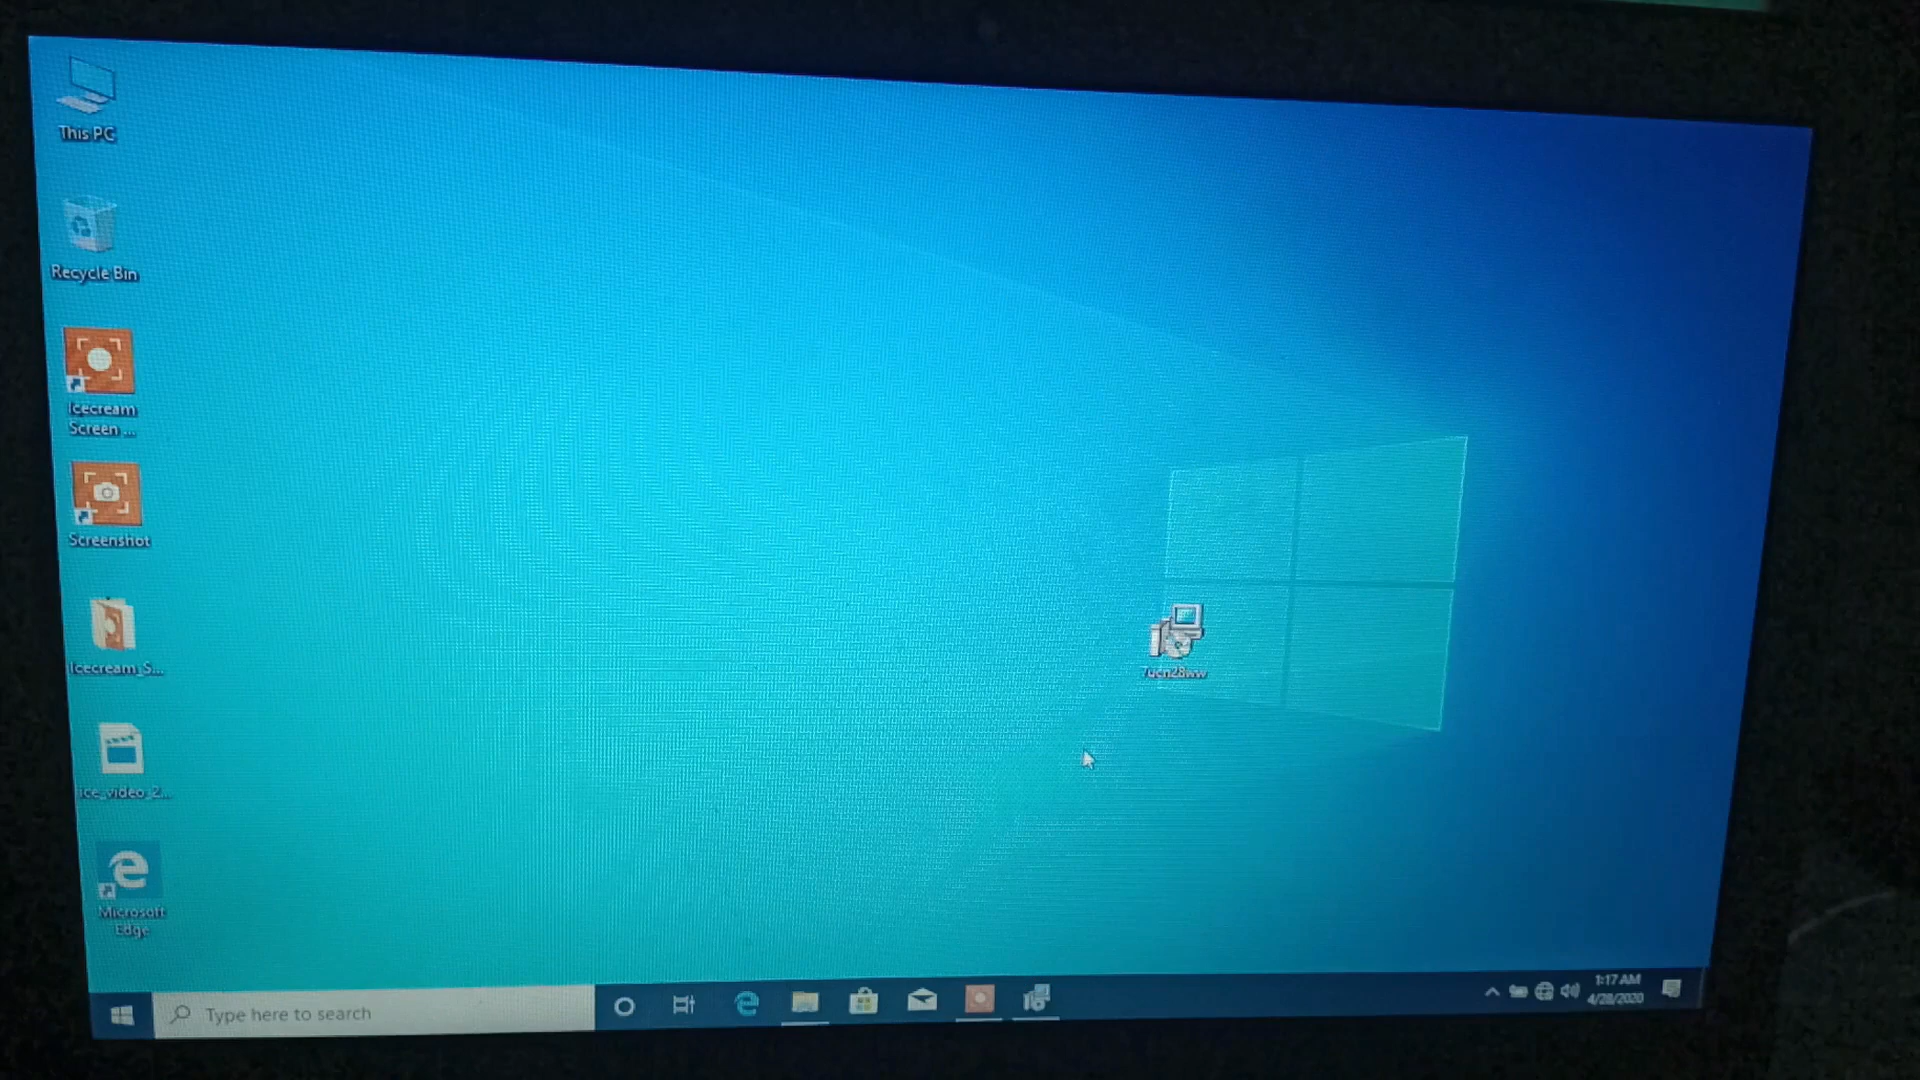 This PC
Recycle Bin
Icecream
Screen ...
Screenshot
Icecream_S...
ice_video_2...
Microsoft
Edge
7ucn28ww
Type here to search
1:17 AM
4/28/2020